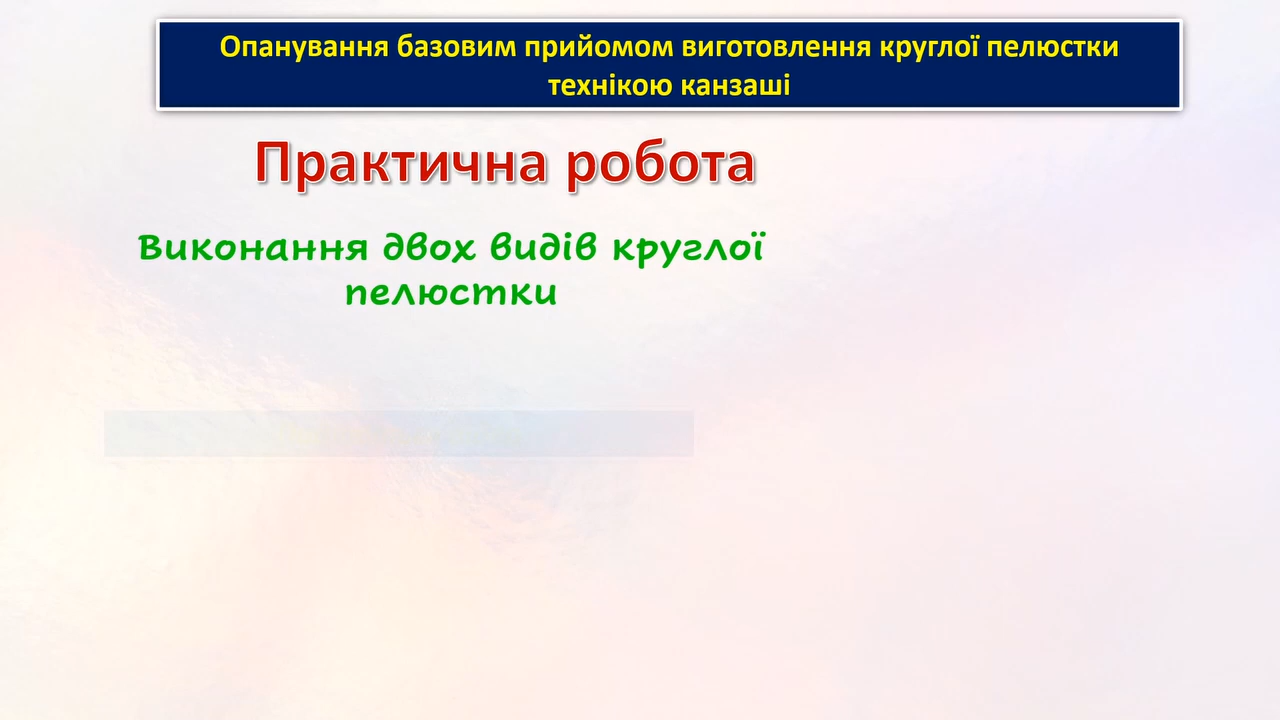 Опанування базовим прийомом виготовлення круглої пелюстки
технікою канзаші
Практична робота
Виконання двох видів круглої
пелюстки